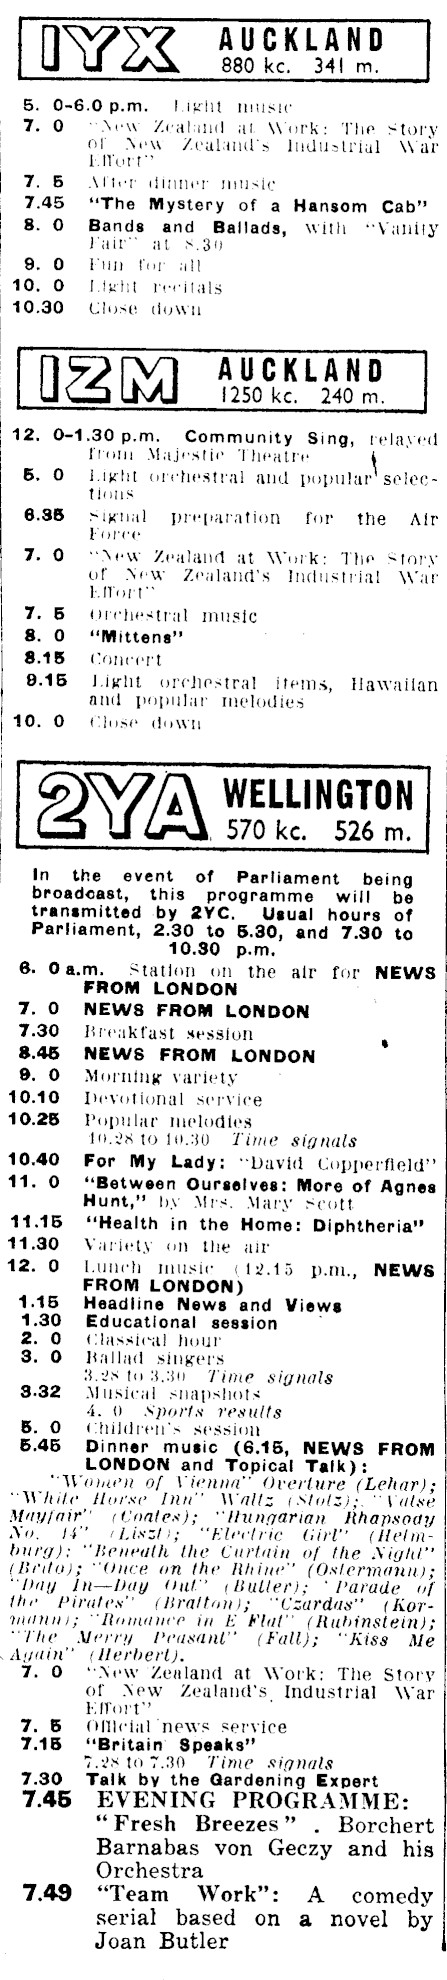 1YX AUCKLAND
880 kc. 341 m.
5. 0-6.0 p.m. Light music
7. 0 "New Zealand at Work: The Story
of New Zealand's Industrial War
Effort"
7. 5 After dinner music
7.45 "The Mystery of a Hansom Cab"
8. 0 Bands and Ballads, with "Vanity
Fair" at 8.30
9. 0 Fun for all
10. 0 Light recitals
10.30 Close down
1ZM AUCKLAND
1250 kc. 240 m.
12. 0-1.30 p.m. Community Sing, relayed
from Majestic Theatre
5. 0 Light orchestral and popular selec-
tions
6.35 Signal preparation for the Air
Force
7. 0 "New Zealand at Work: The Story
of New Zealand's Industrial War
Effort"
7. 5 Orchestral music
8. 0 "Mittens"
8.15 Concert
9.15 Light orchestral items, Hawaiian
and popular melodies
10. 0 Close down
2YA WELLINGTON
570 kc. 526 m.
In the event of Parliament being
broadcast, this programme will be
transmitted by 2YC. Usual hours of
Parliament, 2.30 to 5.30, and 7.30 to
10.30 p.m.
6. 0 a.m. Station on the air for NEWS
FROM LONDON
7. 0 NEWS FROM LONDON
7.30 Breakfast session
8.45 NEWS FROM LONDON
9. 0 Morning variety
10.10 Devotional service
10.25 Popular melodies
10.28 to 10.30 Time signals
10.40 For My Lady: "David Copperfield"
11. 0 "Between Ourselves: More of Agnes
Hunt," by Mrs. Mary Scott
11.15 "Health in the Home: Diphtheria"
11.30 Variety on the air
12. 0 Lunch music (12.15 p.m., NEWS
FROM LONDON)
1.15 Headline News and Views
1.30 Educational session
2. 0 Classical hour
3. 0 Ballad singers
3.28 to 3.30 Time signals
3.32 Musical snapshots
4. 0 Sports results
5. 0 Children's session
5.45 Dinner music (6.15, NEWS FROM
LONDON and Topical Talk):
"Women of Vienna" Overture (Lehar);
"White Horse Inn" Waltz (Stolz); "Valse
Mayfair" (Coates); "Hungarian Rhapsody
No. 14" (Liszt); "Electric Girl" (Helm-
burg); "Beneath the Curtain of the Night"
(Brito); "Once on the Rhine" (Ostermann);
"Day In—Day Out" (Butler); "Parade of
the Pirates" (Bratton); "Czardas" (Kor-
mann); "Romance in E Flat" (Rubinstein);
"The Merry Peasant" (Fall); "Kiss Me
Again" (Herbert).
7. 0 "New Zealand at Work: The Story
of New Zealand's Industrial War
Effort"
7. 5 Official news service
7.15 "Britain Speaks"
7.28 to 7.30 Time signals
7.30 Talk by the Gardening Expert
7.45 EVENING PROGRAMME:
"Fresh Breezes" . Borchert
Barnabas von Geczy and his
Orchestra
7.49 "Team Work": A comedy
serial based on a novel by
Joan Butler